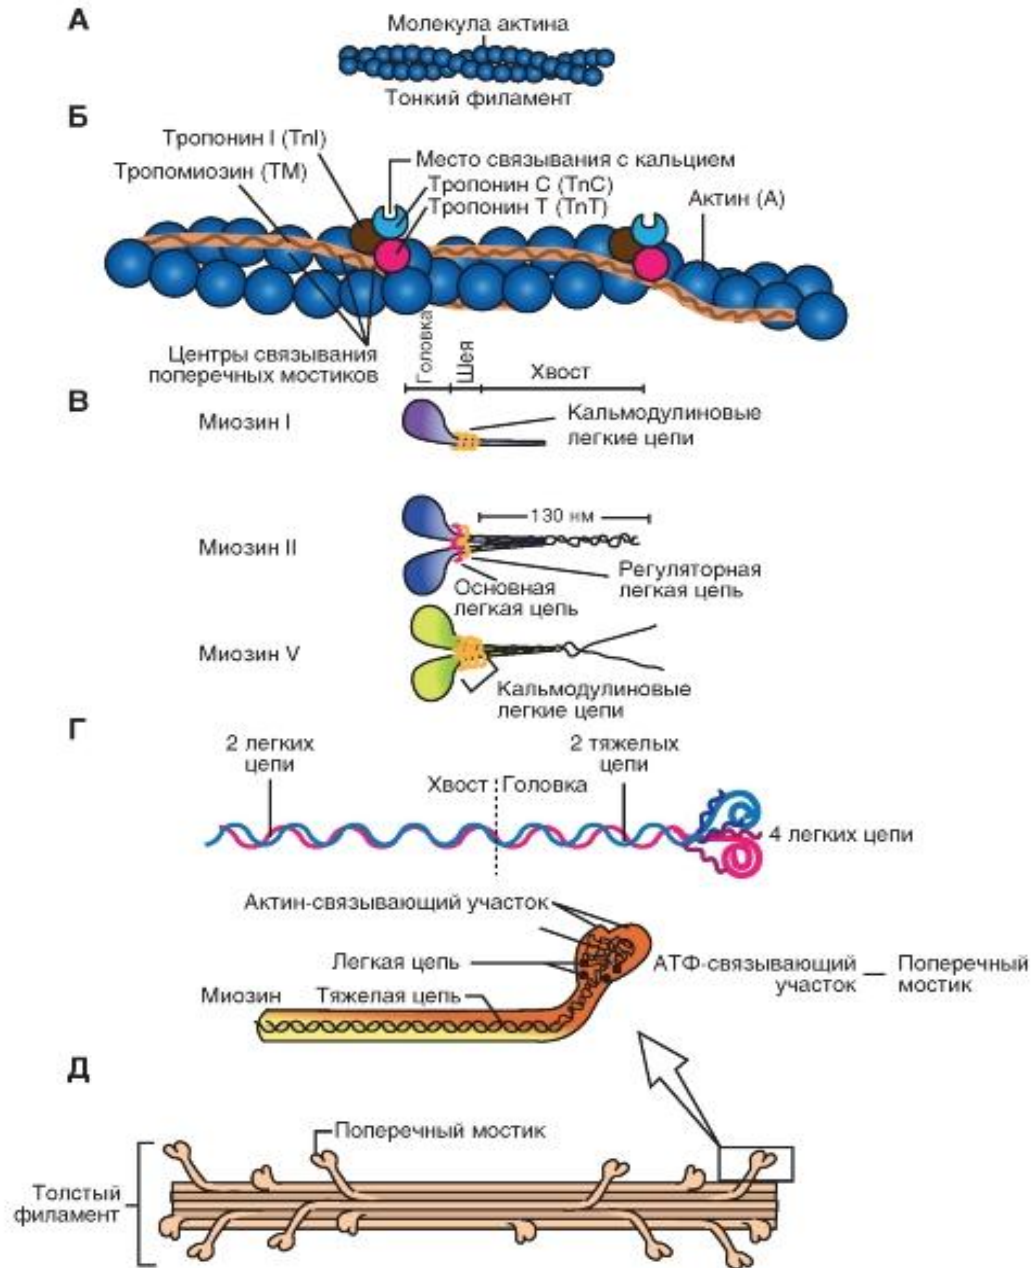 А
Молекула актина
Тонкий филамент
Б
Тропонин I (TnI)
Тропомиозин (TM)
Место связывания с кальцием
Тропонин С (TnC)
Тропонин Т (TnT)
Актин (А)
Центры связывания
поперечных мостиков
Головка
Шея
Хвост
В
Миозин I
Кальмодулиновые
легкие цепи
Миозин II
130 нм
Основная
легкая цепь
Регуляторная
легкая цепь
Миозин V
Кальмодулиновые
легкие цепи
Г
2 легких
цепи
2 тяжелых
цепи
Хвост
Головка
4 легких цепи
Актин-связывающий участок
Легкая цепь
АТФ-связывающий
участок
Поперечный
мостик
Миозин
Тяжелая цепь
Д
Поперечный мостик
Толстый
филамент